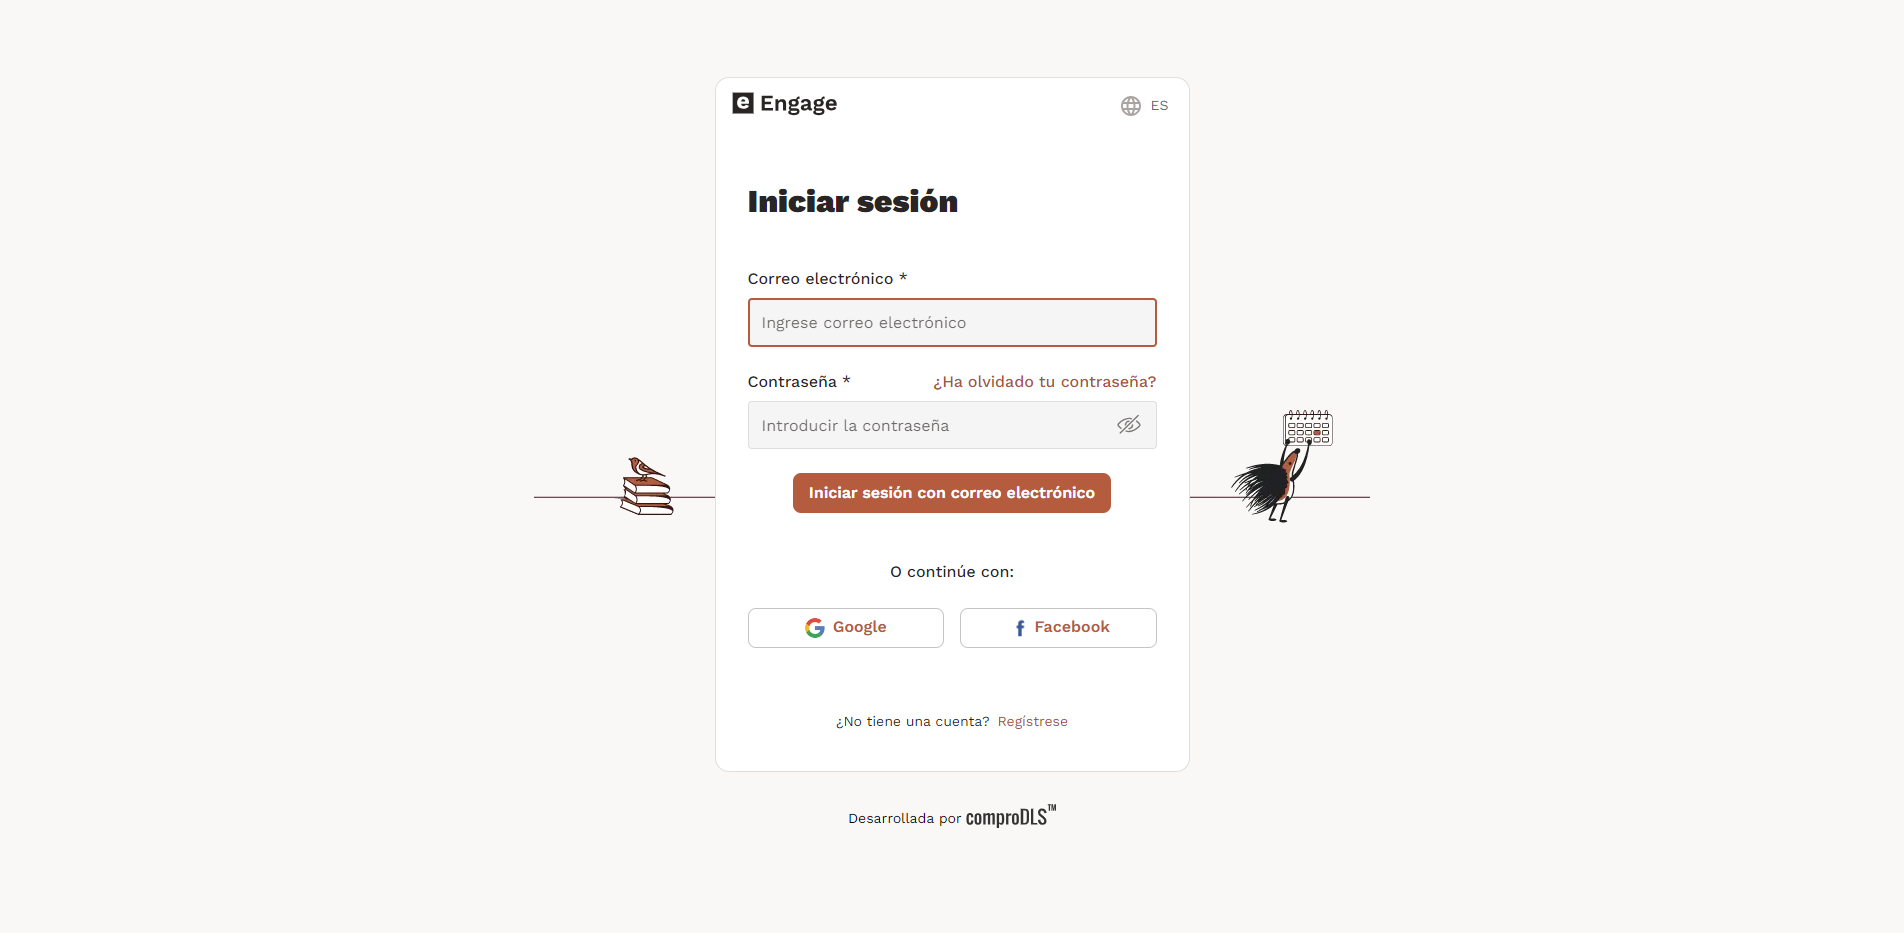 e Engage
ES
Iniciar sesión
Correo electrónico *
Ingrese correo electrónico
Contraseña * ¿Ha olvidado tu contraseña?
Introducir la contraseña
Iniciar sesión con correo electrónico
O continúe con:
Google
Facebook
¿No tiene una cuenta? Regístrese
Desarrollada por comproDLS™